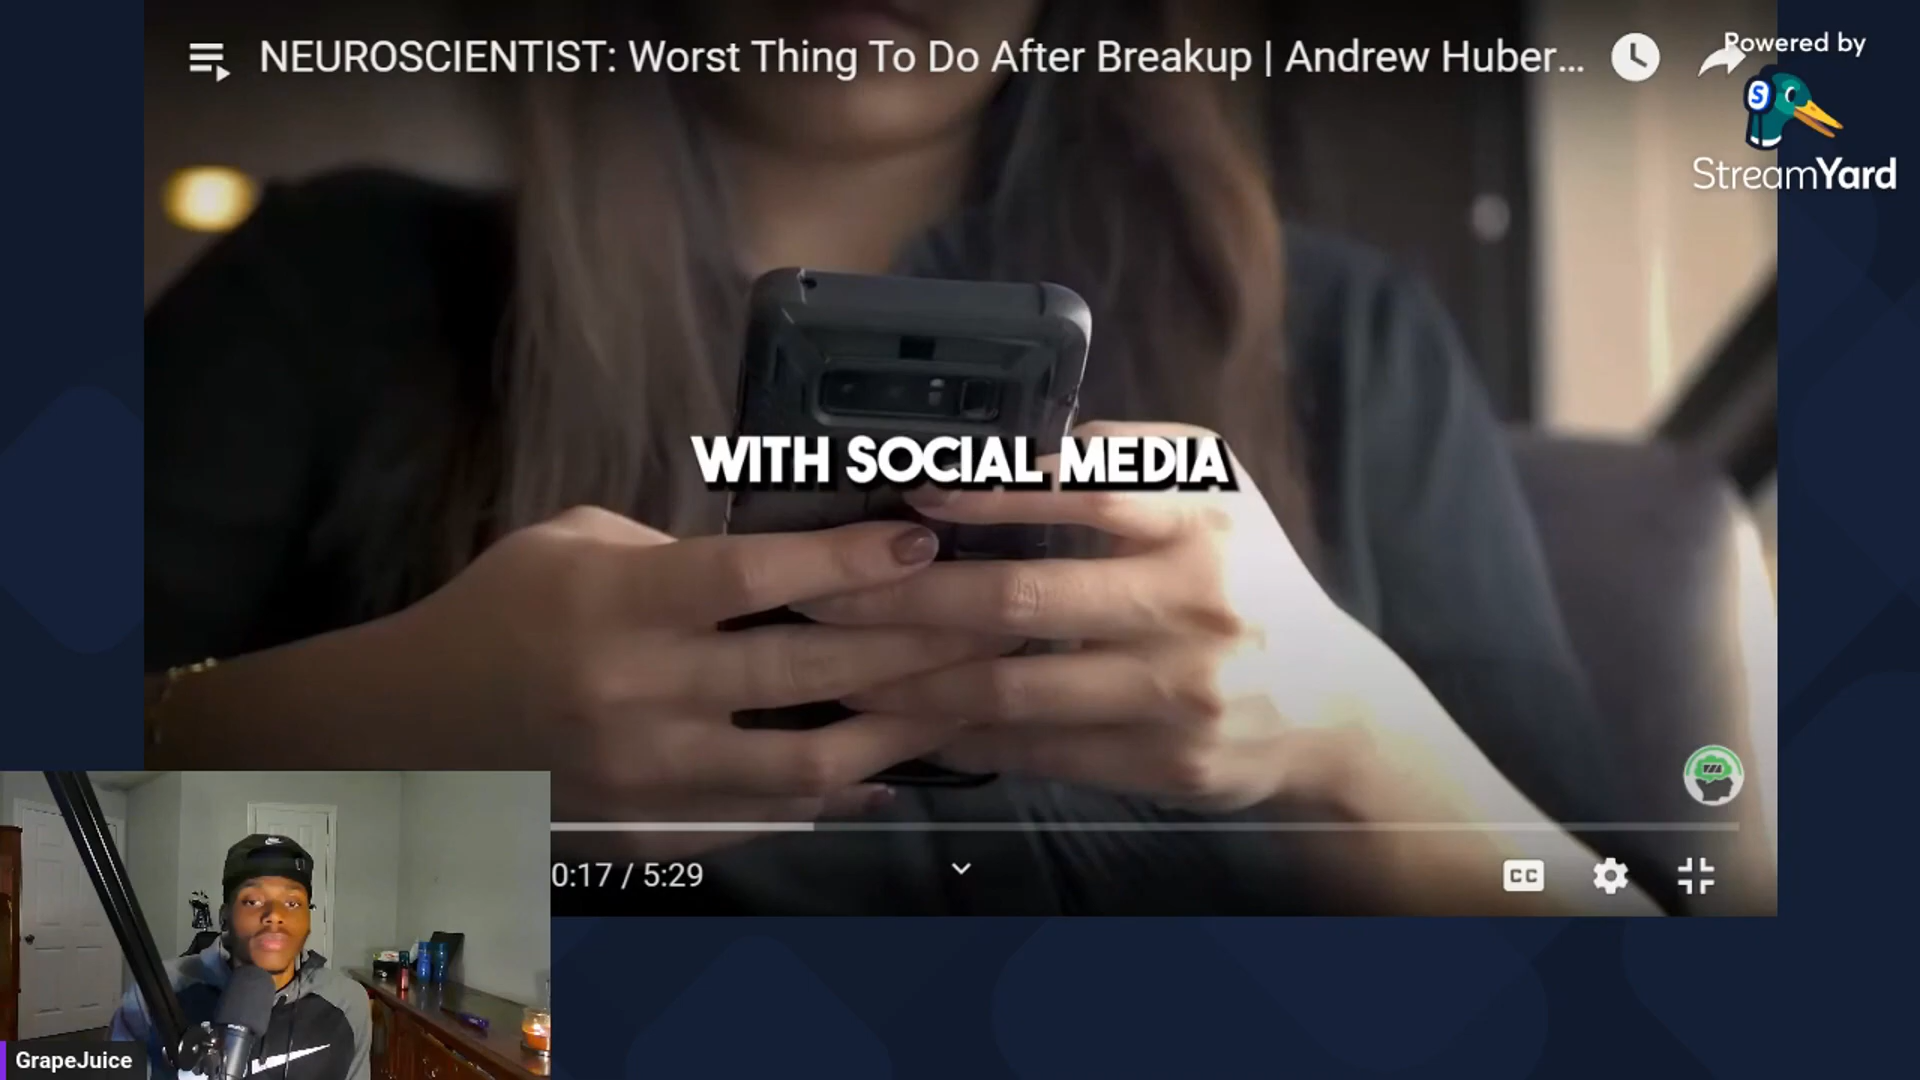 NEUROSCIENTIST: Worst Thing To Do After Breakup | Andrew Huber...
Powered by
S
StreamYard
WITH SOCIAL MEDIA
0:17 / 5:29
CC
GrapeJuice